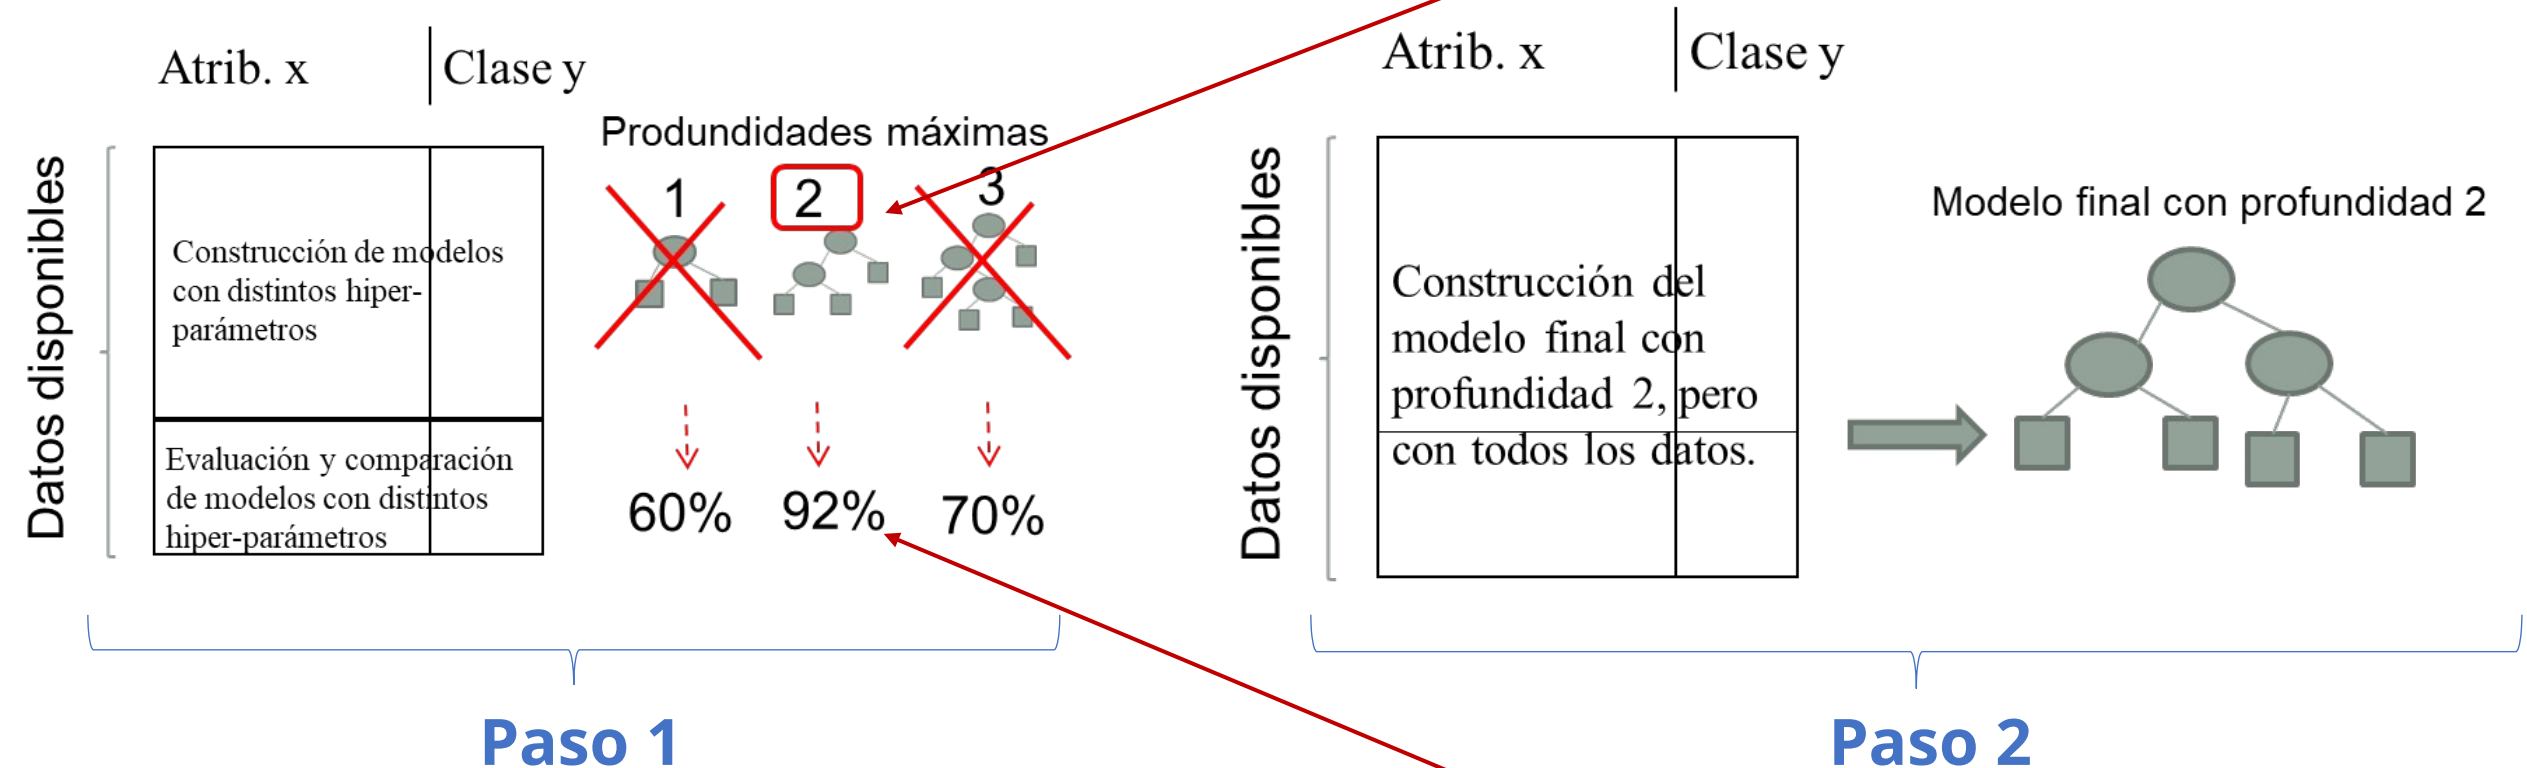 Atrib. x
Clase y
Datos disponibles
Construcción de modelos
con distintos hiper-
parámetros
Evaluación y comparación
de modelos con distintos
hiper-parámetros
Produndidades máximas
1
2
3
60%
92%
70%
Paso 1
Atrib. x
Clase y
Datos disponibles
Construcción del
modelo final con
profundidad 2, pero
con todos los datos.
Modelo final con profundidad 2
Paso 2